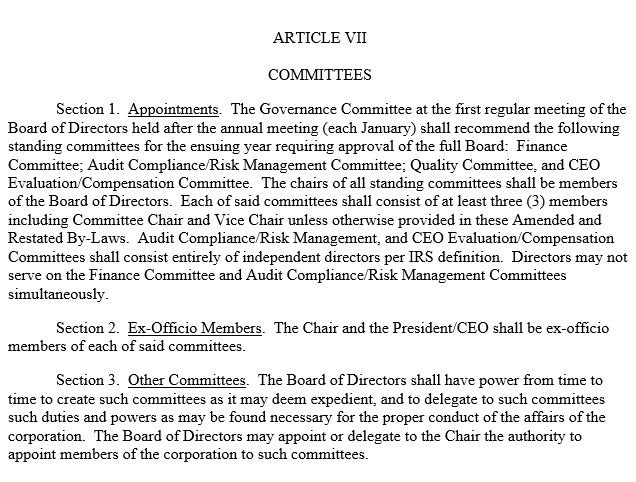 ARTICLE VII
COMMITTEES
Section 1. Appointments. The Governance Committee at the first regular meeting of the
Board of Directors held after the annual meeting (each January) shall recommend the following
standing committees for the ensuing year requiring approval of the full Board: Finance
Committee; Audit Compliance/Risk Management Committee; Quality Committee, and CEO
Evaluation/Compensation Committee. The chairs of all standing committees shall be members
of the Board of Directors. Each of said committees shall consist of at least three (3) members
including Committee Chair and Vice Chair unless otherwise provided in these Amended and
Restated By-Laws. Audit Compliance/Risk Management, and CEO Evaluation/Compensation
Committees shall consist entirely of independent directors per IRS definition. Directors may not
serve on the Finance Committee and Audit Compliance/Risk Management Committees
simultaneously.
Section 2. Ex-Officio Members. The Chair and the President/CEO shall be ex-officio
members of each of said committees.
Section 3. Other Committees. The Board of Directors shall have power from time to
time to create such committees as it may deem expedient, and to delegate to such committees
such duties and powers as may be found necessary for the proper conduct of the affairs of the
corporation. The Board of Directors may appoint or delegate to the Chair the authority to
appoint members of the corporation to such committees.